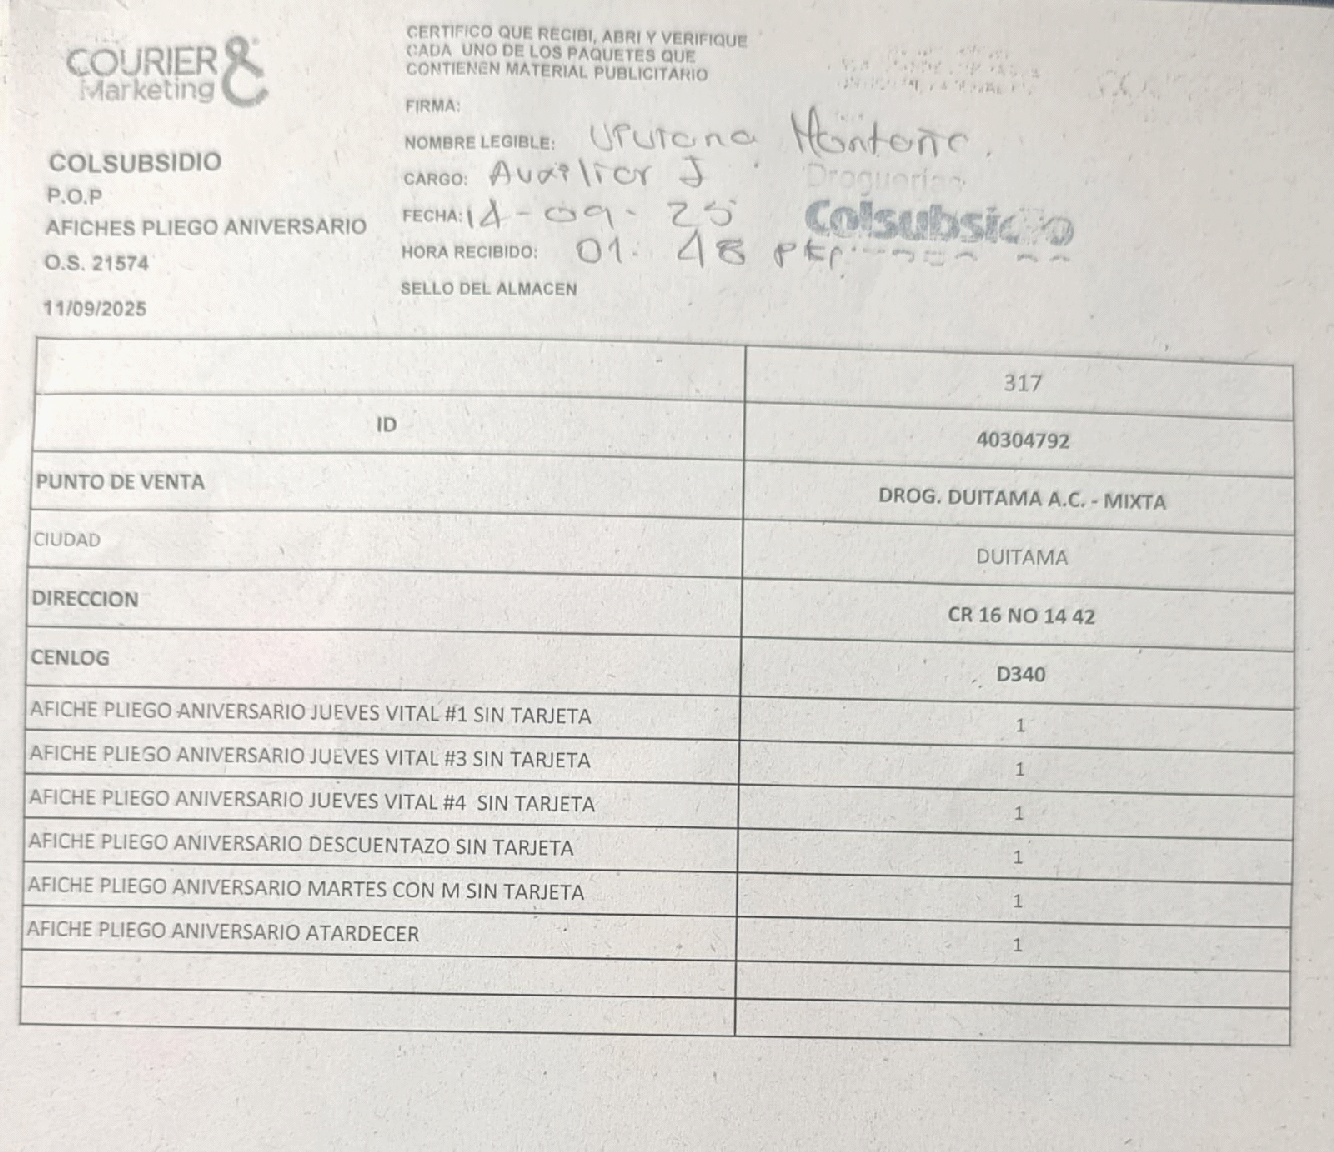 COURIER &
Marketing
COLSUBSIDIO
P.O.P
AFICHES PLIEGO ANIVERSARIO
O.S. 21574
11/09/2025
CERTIFICO QUE RECIBI, ABRI Y VERIFIQUE
CADA UNO DE LOS PAQUETES QUE
CONTIENEN MATERIAL PUBLICITARIO
FIRMA:
NOMBRE LEGIBLE: Montaño
CARGO: Auxiliar I
FECHA: 14-09-25
HORA RECIBIDO: 01:48
SELLO DEL ALMACEN
Droguerías
Colsubsidio
317
ID 40304792
PUNTO DE VENTA DROG. DUITAMA A.C. - MIXTA
CIUDAD DUITAMA
DIRECCION CR 16 NO 14 42
CENLOG D340
AFICHE PLIEGO ANIVERSARIO JUEVES VITAL #1 SIN TARJETA 1
AFICHE PLIEGO ANIVERSARIO JUEVES VITAL #3 SIN TARJETA 1
AFICHE PLIEGO ANIVERSARIO JUEVES VITAL #4 SIN TARJETA 1
AFICHE PLIEGO ANIVERSARIO DESCUENTAZO SIN TARJETA 1
AFICHE PLIEGO ANIVERSARIO MARTES CON M SIN TARJETA 1
AFICHE PLIEGO ANIVERSARIO ATARDECER 1